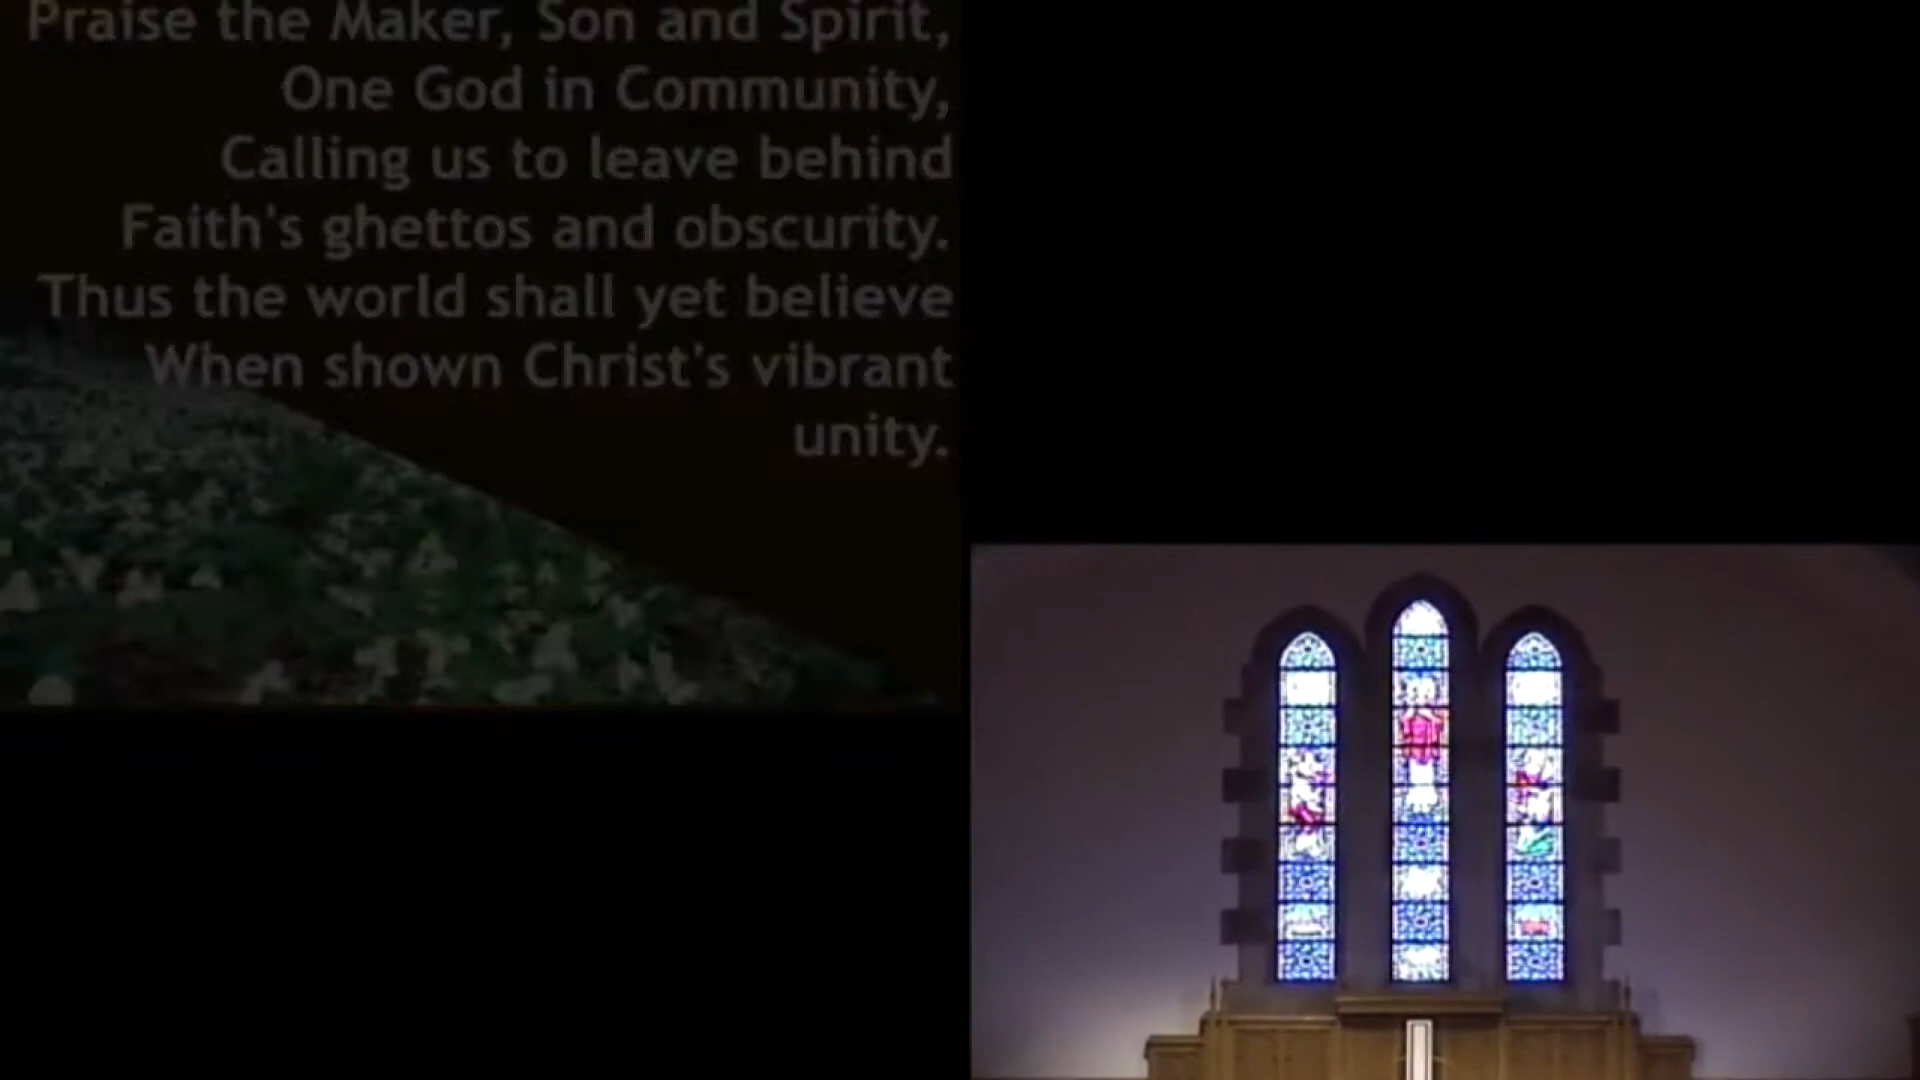 Praise the Maker, Son and Spirit,
One God in Community,
Calling us to leave behind
Faith's ghettos and obscurity.
Thus the world shall yet believe
When shown Christ's vibrant
unity.